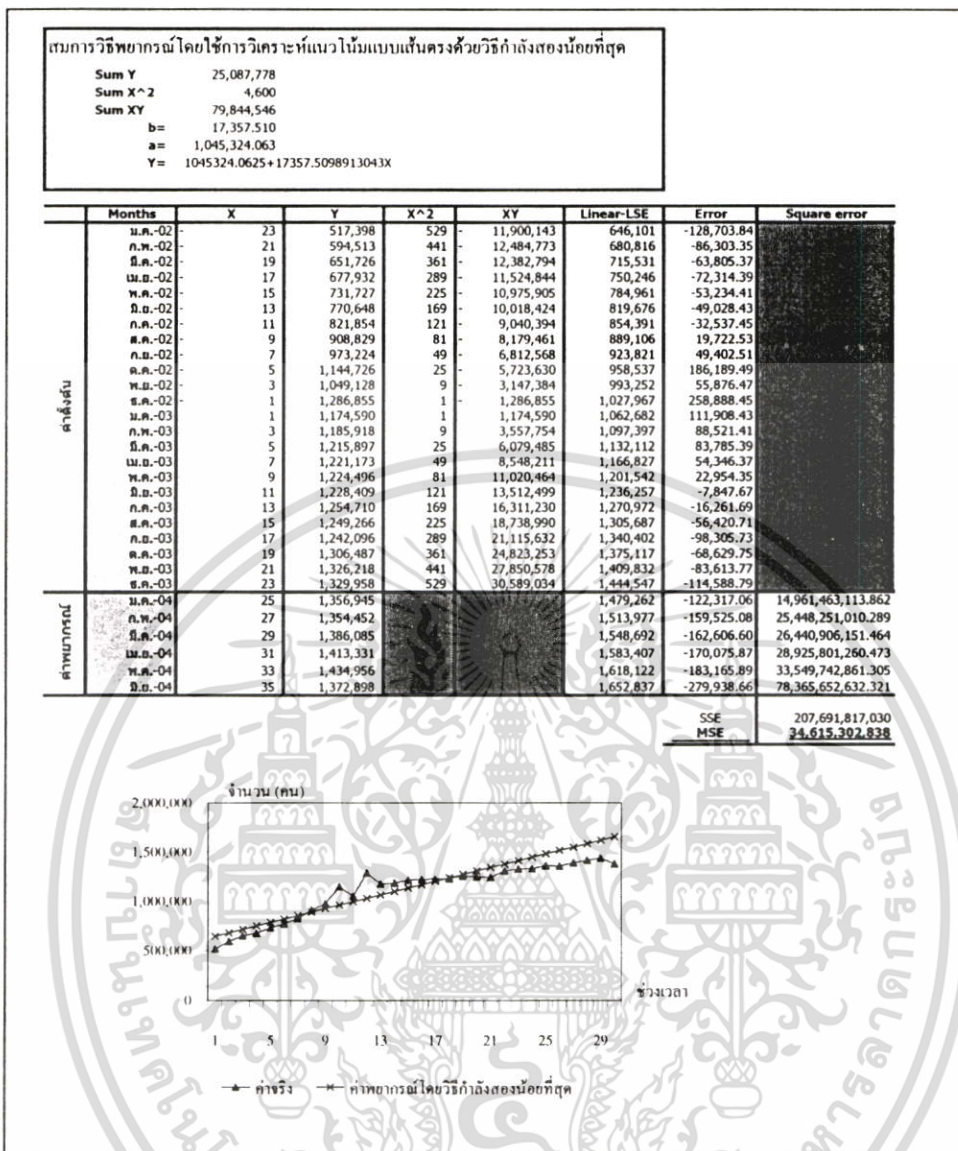 สมการวิธีพยากรณ์โดยใช้การวิเคราะห์แนวโน้มแบบเส้นตรงด้วยวิธีกำลังสองน้อยที่สุด
Sum Y 25,087,778
Sum X^2 4,600
Sum XY 79,844,546
b= 17,357.510
a= 1,045,324.063
Y= 1045324.0625+17357.5098913043X
Months X Y X^2 XY Linear-LSE Error Square error
ค่าตั้งต้น
ม.ค.-02 - 23 517,398 529 - 11,900,143 646,101 -128,703.84
ก.พ.-02 - 21 594,513 441 - 12,484,773 680,816 -86,303.35
มี.ค.-02 - 19 651,726 361 - 12,382,794 715,531 -63,805.37
เม.ย.-02 - 17 677,932 289 - 11,524,844 750,246 -72,314.39
พ.ค.-02 - 15 731,727 225 - 10,975,905 784,961 -53,234.41
มิ.ย.-02 - 13 770,648 169 - 10,018,424 819,676 -49,028.43
ก.ค.-02 - 11 821,854 121 - 9,040,394 854,391 -32,537.45
ส.ค.-02 - 9 908,829 81 - 8,179,461 889,106 19,722.53
ก.ย.-02 - 7 973,224 49 - 6,812,568 923,821 49,402.51
ต.ค.-02 - 5 1,144,726 25 - 5,723,630 958,537 186,189.49
พ.ย.-02 - 3 1,049,128 9 - 3,147,384 993,252 55,876.47
ธ.ค.-02 - 1 1,286,855 1 - 1,286,855 1,027,967 258,888.45
ม.ค.-03 1 1,174,590 1 1,174,590 1,062,682 111,908.43
ก.พ.-03 3 1,185,918 9 3,557,754 1,097,397 88,521.41
มี.ค.-03 5 1,215,897 25 6,079,485 1,132,112 83,785.39
เม.ย.-03 7 1,221,173 49 8,548,211 1,166,827 54,346.37
พ.ค.-03 9 1,224,496 81 11,020,464 1,201,542 22,954.35
มิ.ย.-03 11 1,228,409 121 13,512,499 1,236,257 -7,847.67
ก.ค.-03 13 1,254,710 169 16,311,230 1,270,972 -16,261.69
ส.ค.-03 15 1,249,266 225 18,738,990 1,305,687 -56,420.71
ก.ย.-03 17 1,242,096 289 21,115,632 1,340,402 -98,305.73
ต.ค.-03 19 1,306,487 361 24,823,253 1,375,117 -68,629.75
พ.ย.-03 21 1,326,218 441 27,850,578 1,409,832 -83,613.77
ธ.ค.-03 23 1,329,958 529 30,589,034 1,444,547 -114,588.79
ค่าพยากรณ์
ม.ค.-04 25 1,356,945 1,479,262 -122,317.06 14,961,463,113.862
ก.พ.-04 27 1,354,452 1,513,977 -159,525.08 25,448,251,010.289
มี.ค.-04 29 1,386,085 1,548,692 -162,606.60 26,440,906,151.464
เม.ย.-04 31 1,413,331 1,583,407 -170,075.87 28,925,801,260.473
พ.ค.-04 33 1,434,956 1,618,122 -183,165.89 33,549,742,861.305
มิ.ย.-04 35 1,372,898 1,652,837 -279,938.66 78,365,652,632.321
SSE 207,691,817,030
MSE 34,615,302,838
จำนวน (คน)
2,000,000
1,500,000
1,000,000
500,000
0
ช่วงเวลา
1 5 9 13 17 21 25 29
ค่าจริง ค่าพยากรณ์โดยวิธีกำลังสองน้อยที่สุด